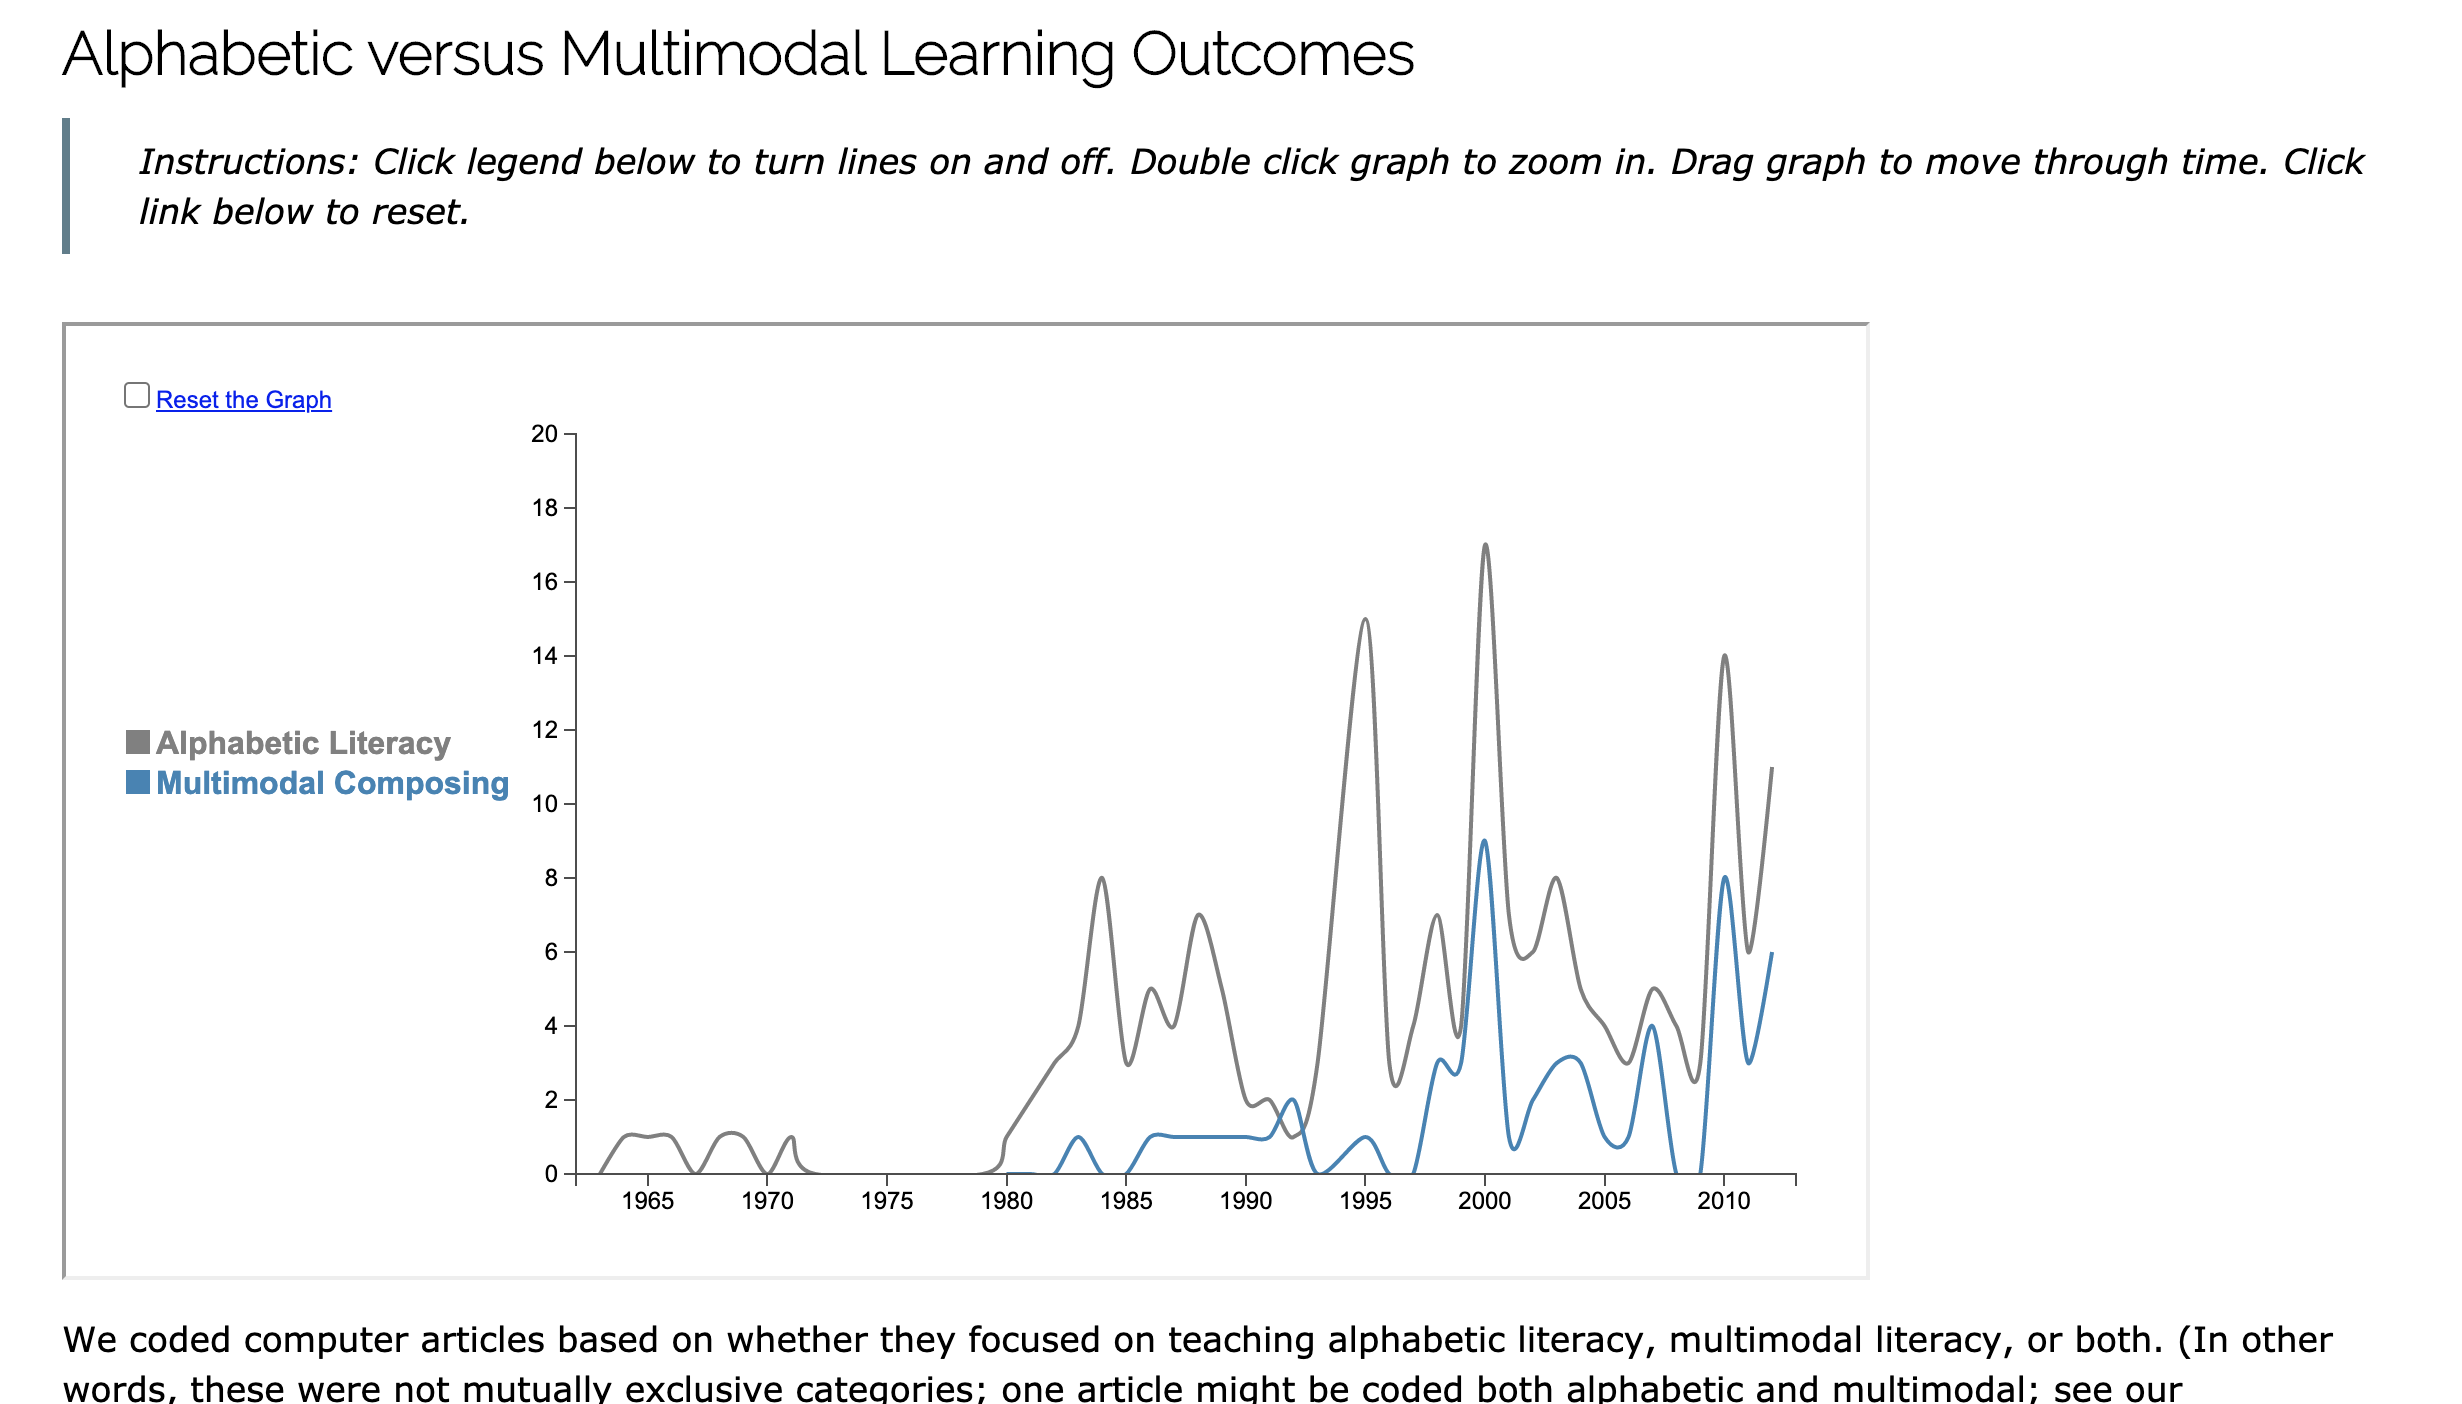 Alphabetic versus Multimodal Learning Outcomes
Instructions: Click legend below to turn lines on and off. Double click graph to zoom in. Drag graph to move through time. Click
link below to reset.
Reset the Graph
20
18
16
14
12
10
8
6
4
2
0
Alphabetic Literacy
Multimodal Composing
1965 1970 1975 1980 1985 1990 1995 2000 2005 2010
We coded computer articles based on whether they focused on teaching alphabetic literacy, multimodal literacy, or both. (In other
words, these were not mutually exclusive categories; one article might be coded both alphabetic and multimodal; see our